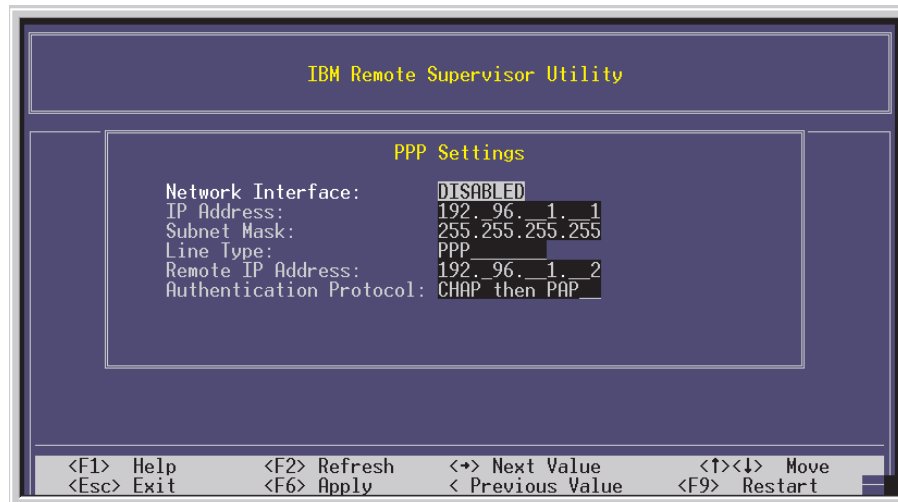 IBM Remote Supervisor Utility
PPP Settings
Network Interface: DISABLED
IP Address: 192._96.__1.__1
Subnet Mask: 255.255.255.255
Line Type: PPP_______
Remote IP Address: 192._96.__1.__2
Authentication Protocol: CHAP then PAP__
<F1> Help <F2> Refresh <→> Next Value <↑><↓> Move
<Esc> Exit <F6> Apply < Previous Value <F9> Restart